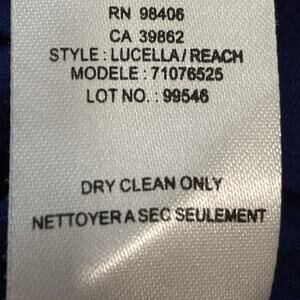 RN 98406
CA 39862
STYLE : LUCELLA / REACH
MODELE : 71076525
LOT NO. : 99546
DRY CLEAN ONLY
NETTOYER A SEC SEULEMENT